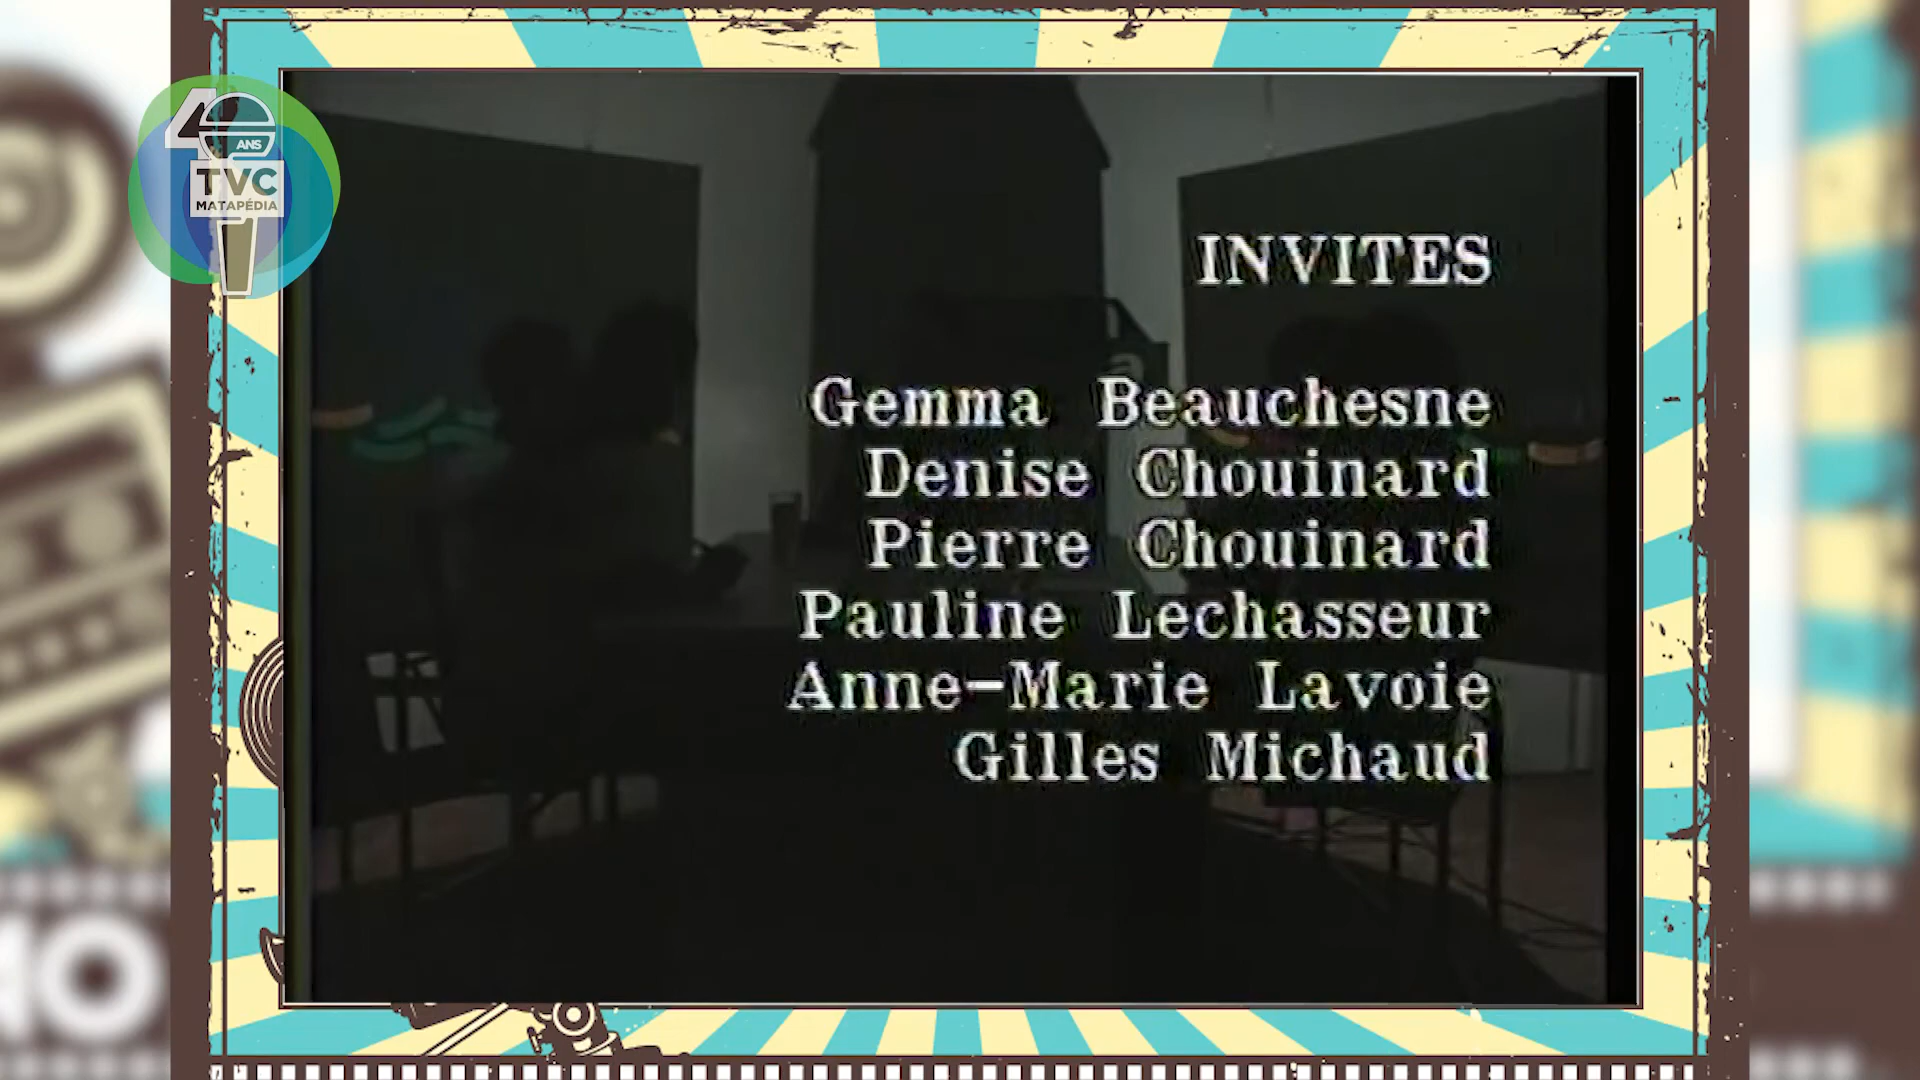 40
ANS
TVC
MATAPÉDIA
INVITES
Gemma Beauchesne
Denise Chouinard
Pierre Chouinard
Pauline Lechasseur
Anne-Marie Lavoie
Gilles Michaud